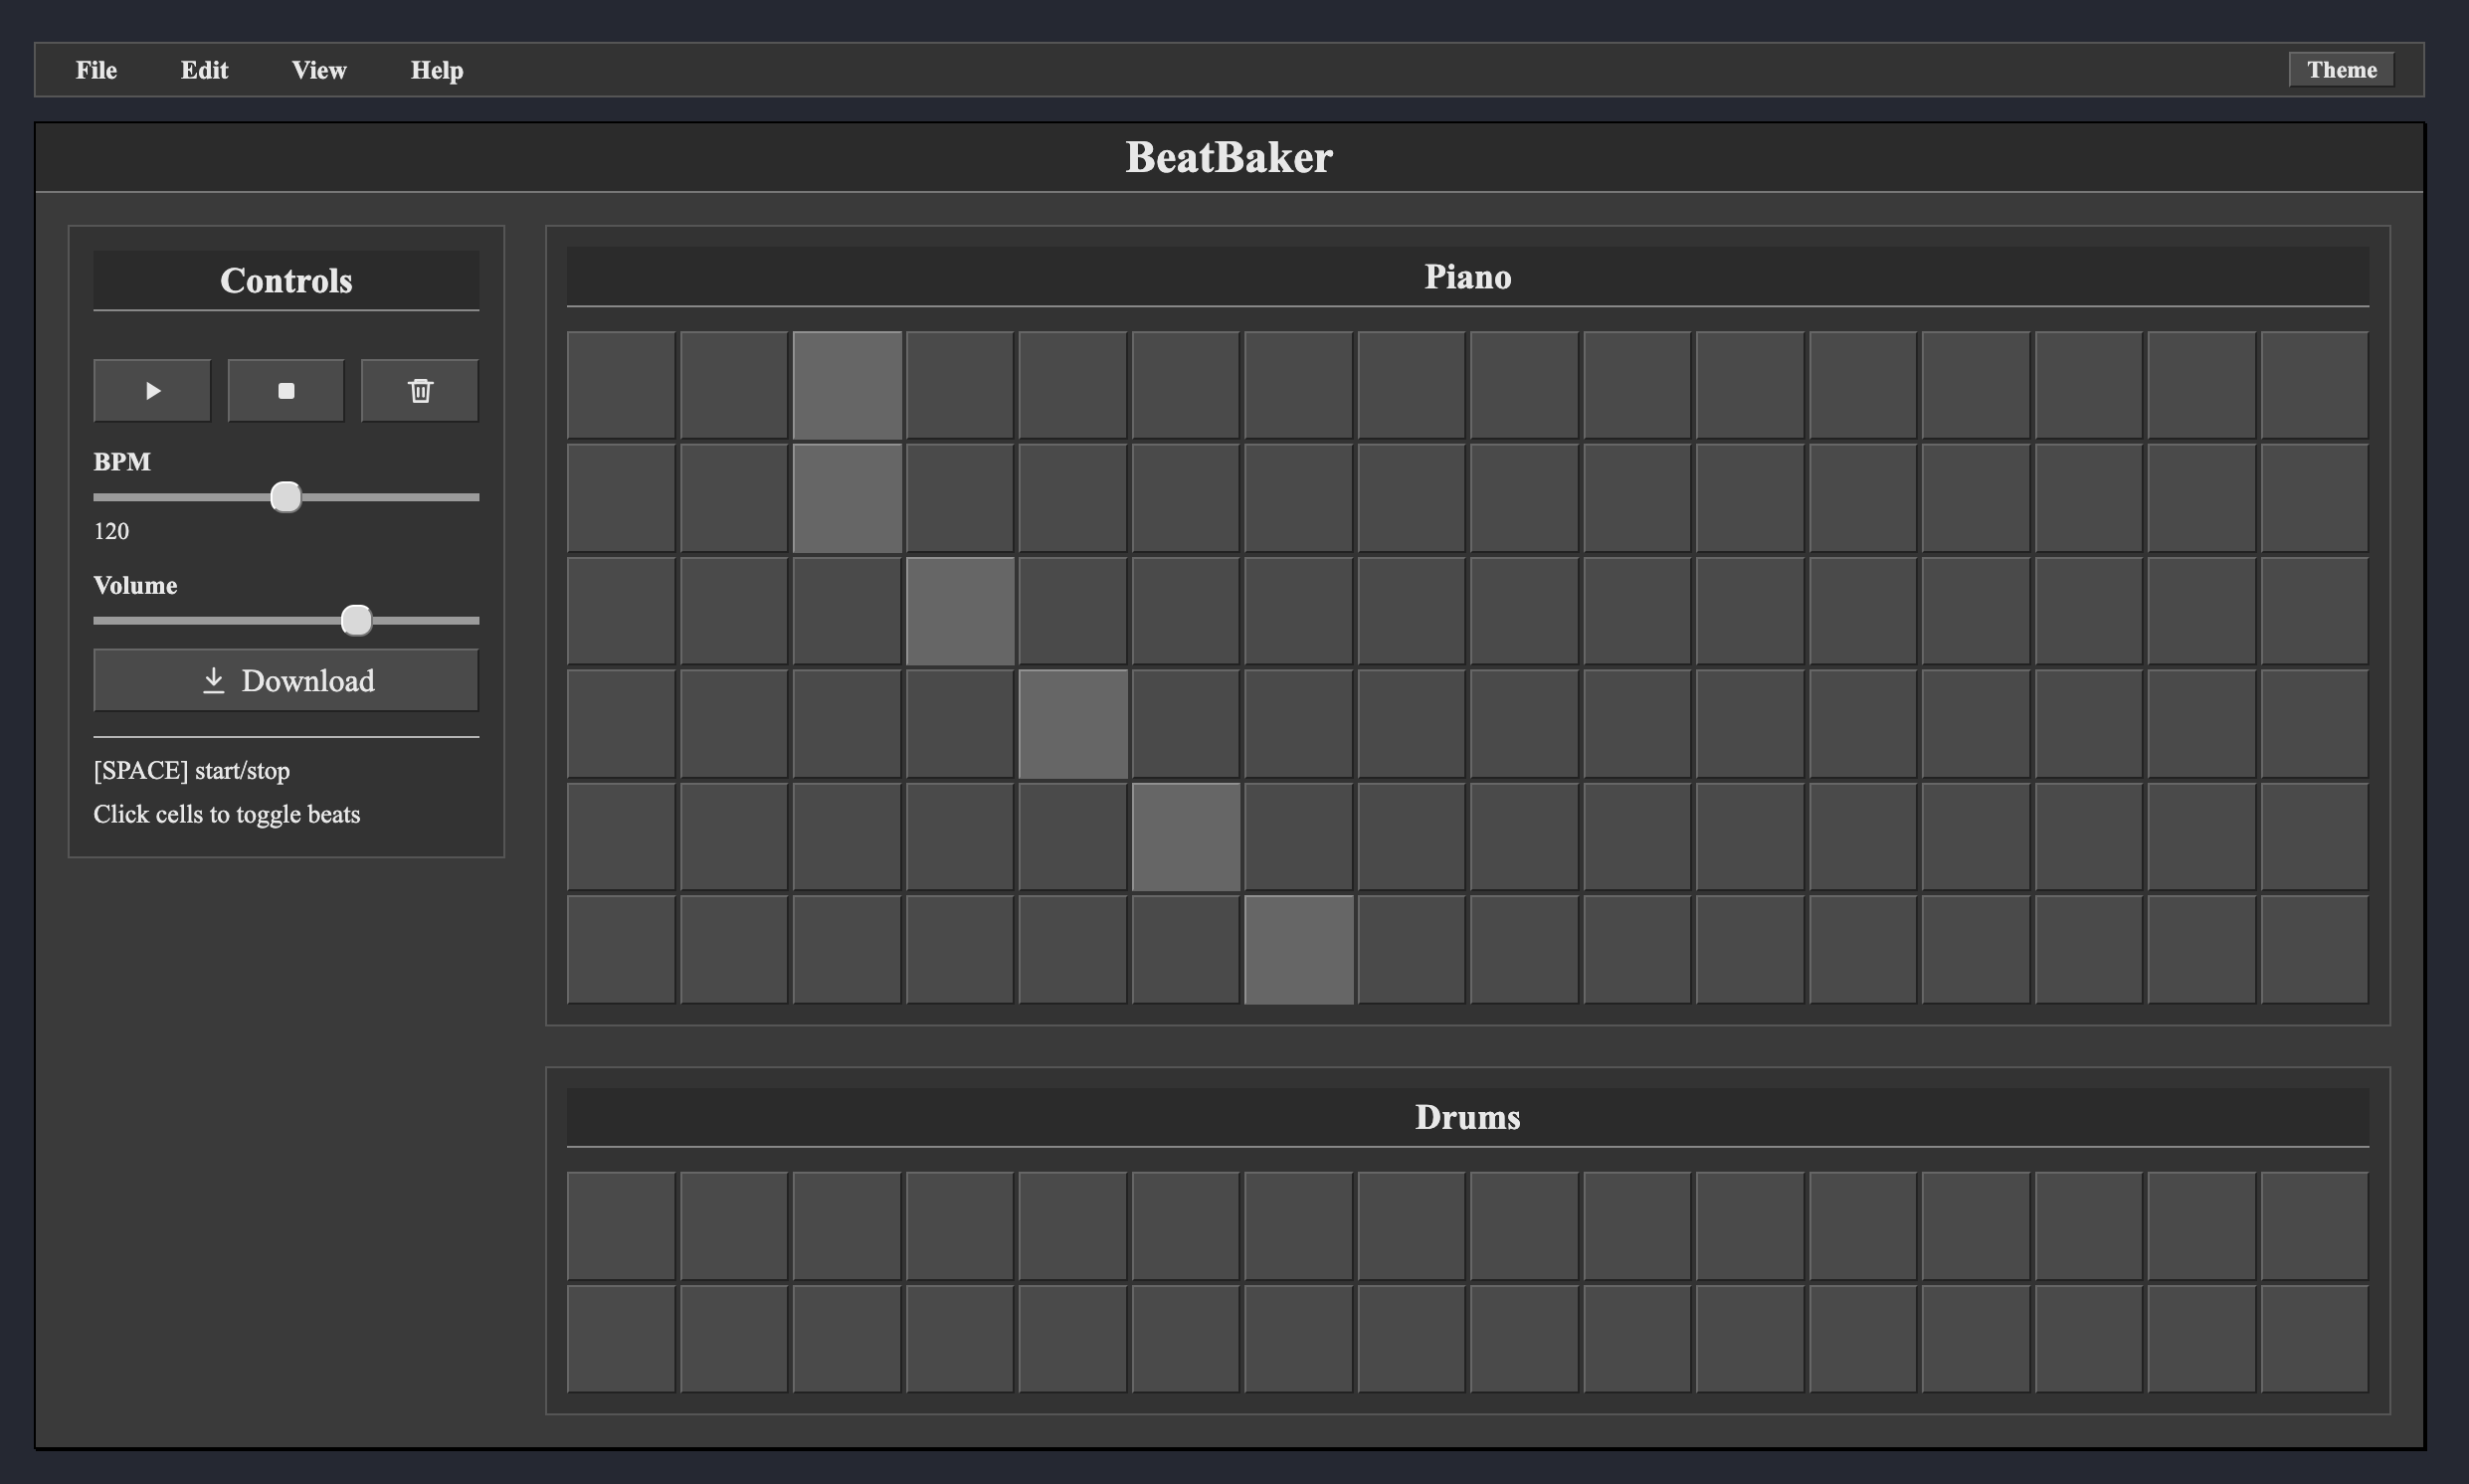 File Edit View Help Theme
BeatBaker
Controls
BPM
120
Volume
Download
[SPACE] start/stop
Click cells to toggle beats
Piano
Drums